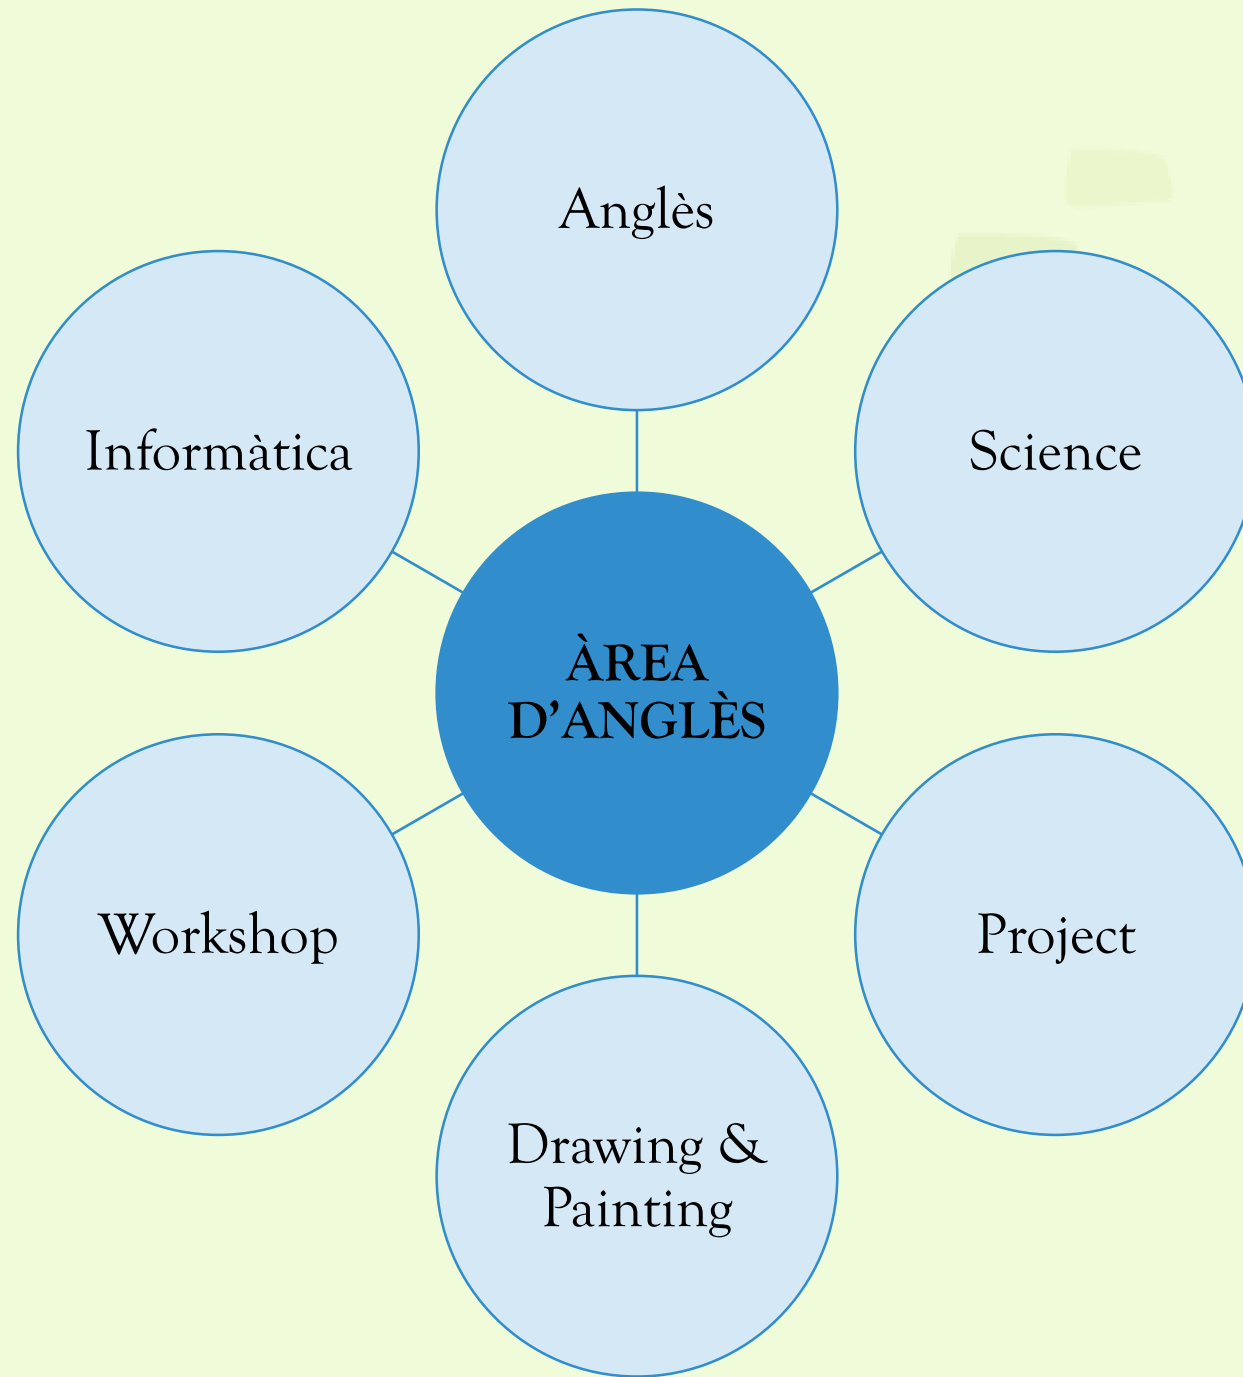 Anglès
Informàtica
Science
ÀREA
D’ANGLÈS
Workshop
Project
Drawing &
Painting